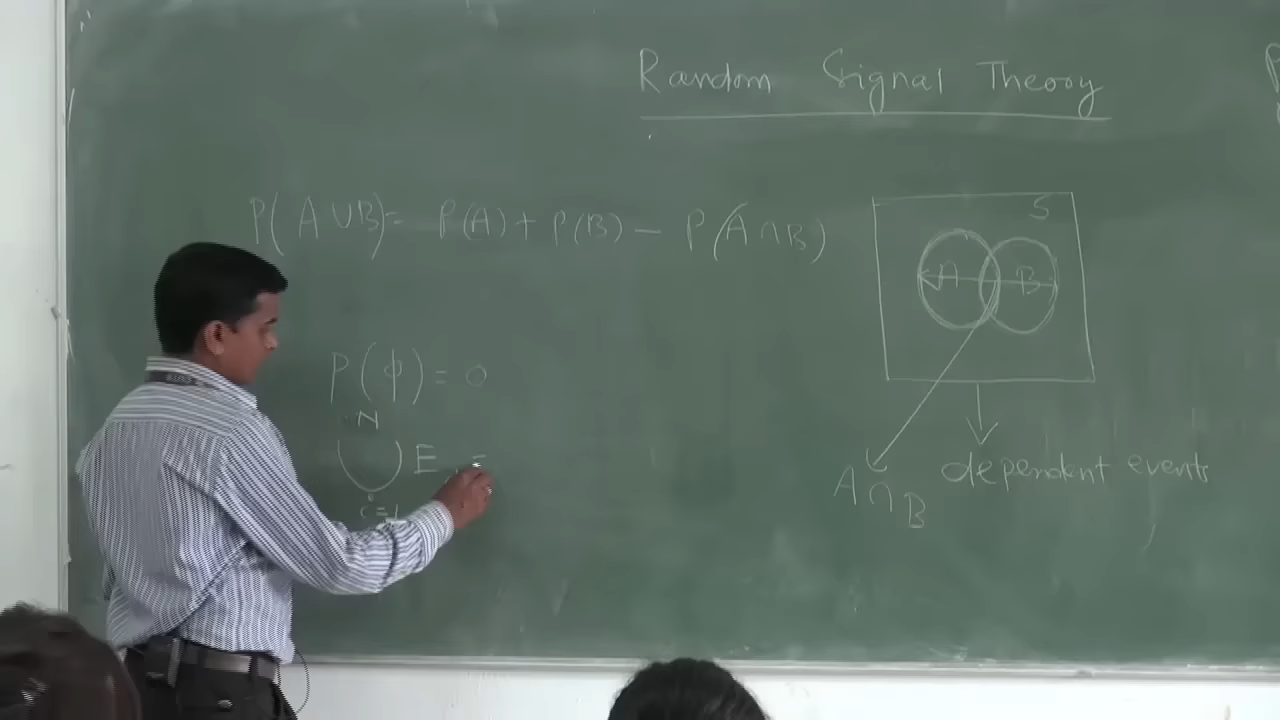 Random Signal Theory
P(A∪B)= P(A)+P(B)-P(A∩B)
S
A B
P(ϕ)=0
N
∪ E =
i=1
A∩B
dependent events